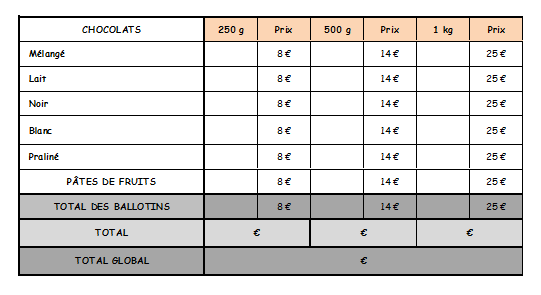 CHOCOLATS 250 g Prix 500 g Prix 1 kg Prix
Mélangé 8 € 14 € 25 €
Lait 8 € 14 € 25 €
Noir 8 € 14 € 25 €
Blanc 8 € 14 € 25 €
Praliné 8 € 14 € 25 €
PÂTES DE FRUITS 8 € 14 € 25 €
TOTAL DES BALLOTINS 8 € 14 € 25 €
TOTAL € € €
TOTAL GLOBAL €